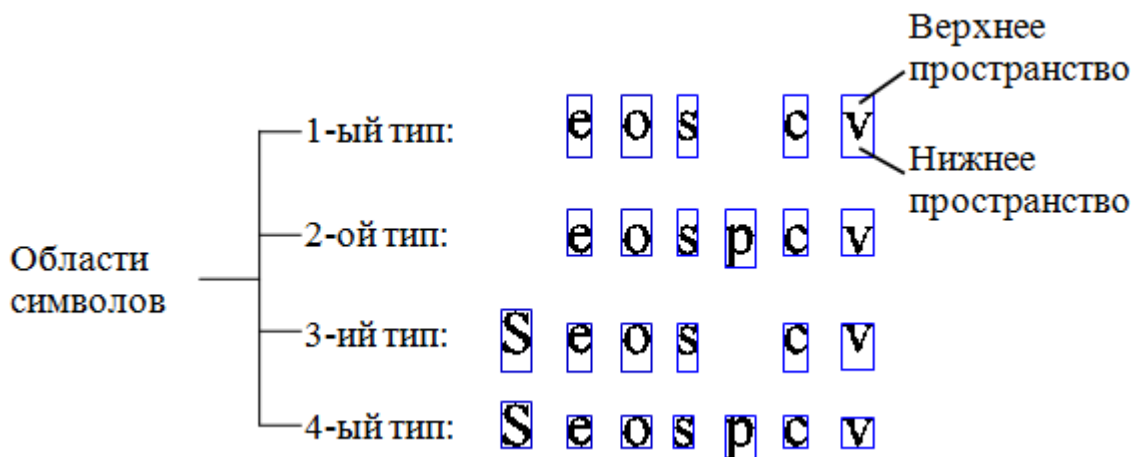 Верхнее
пространство
1-ый тип: e o s c v
Нижнее
пространство
2-ой тип: e o s p c v
Области
символов
3-ий тип: S e o s c v
4-ый тип: S e o s p c v